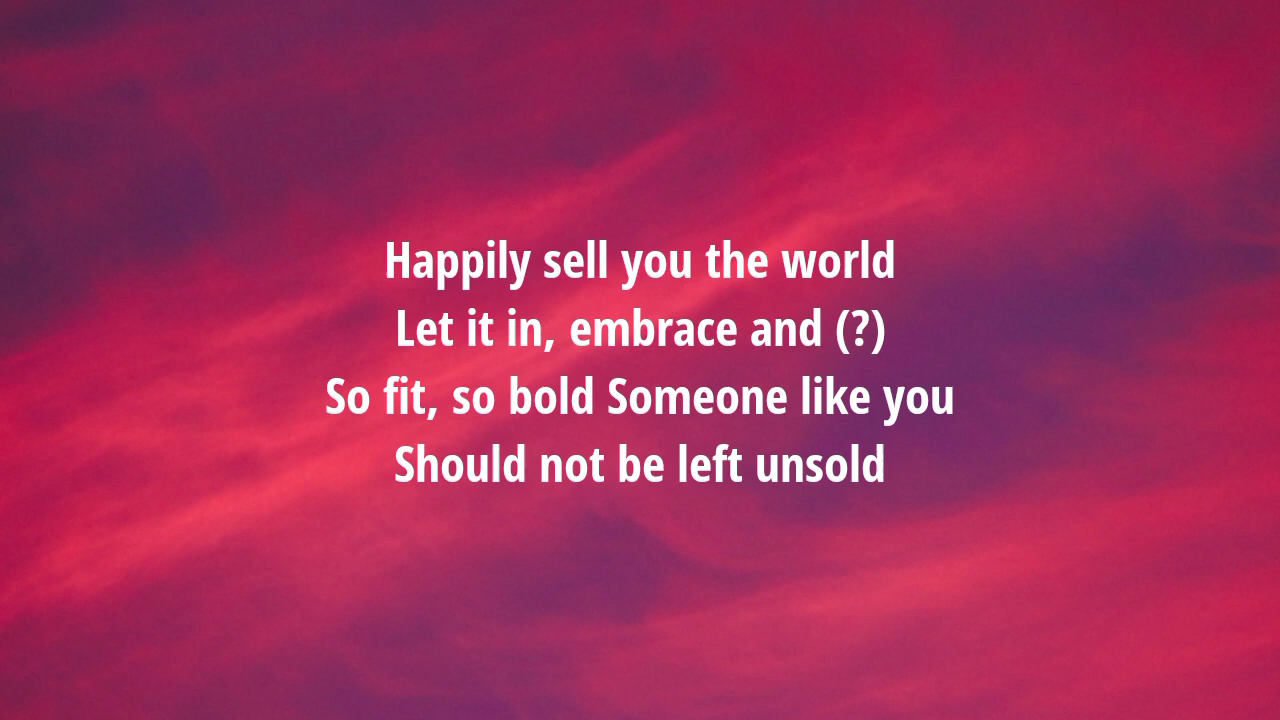 Happily sell you the world
Let it in, embrace and (?)
So fit, so bold Someone like you
Should not be left unsold